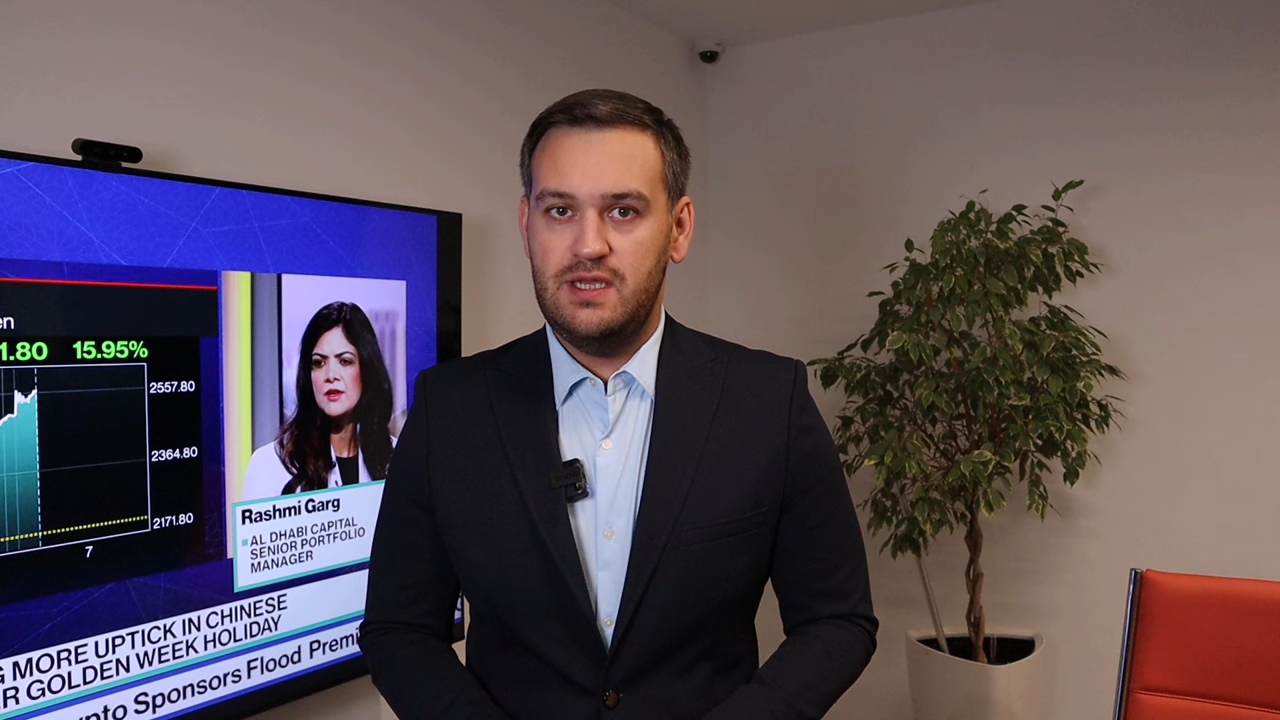 en
1.80 15.95%
2557.80
2364.80
2171.80
7
Rashmi Garg
AL DHABI CAPITAL
SENIOR PORTFOLIO
MANAGER
G MORE UPTICK IN CHINESE
R GOLDEN WEEK HOLIDAY
ypto Sponsors Flood Premi